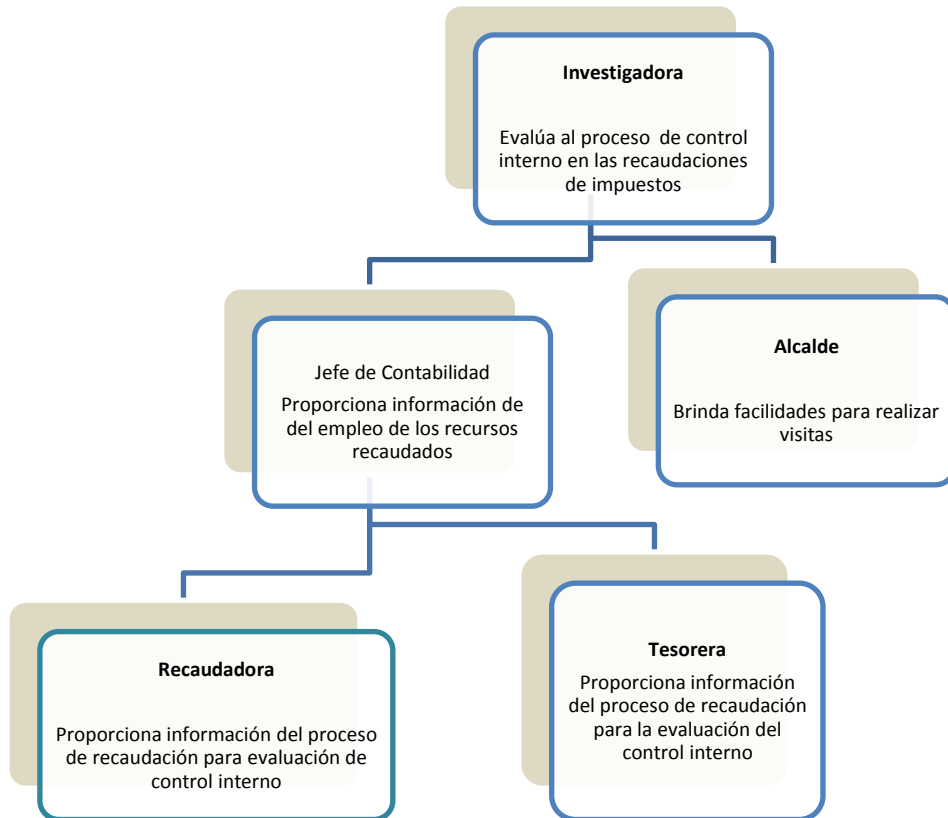 Investigadora
Evalúa al proceso de control
interno en las recaudaciones
de impuestos
Jefe de Contabilidad
Proporciona información de
del empleo de los recursos
recaudados
Alcalde
Brinda facilidades para realizar
visitas
Recaudadora
Proporciona información del proceso
de recaudación para evaluación de
control interno
Tesorera
Proporciona información
del proceso de recaudación
para la evaluación del
control interno